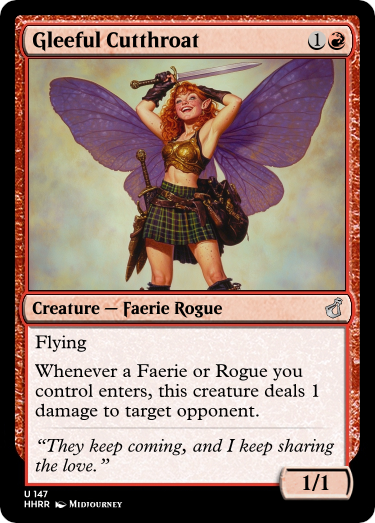 Gleeful Cutthroat 1
Creature — Faerie Rogue
Flying
Whenever a Faerie or Rogue you
control enters, this creature deals 1
damage to target opponent.
“They keep coming, and I keep sharing
the love.”
1/1
U 147
HHRR Midjourney